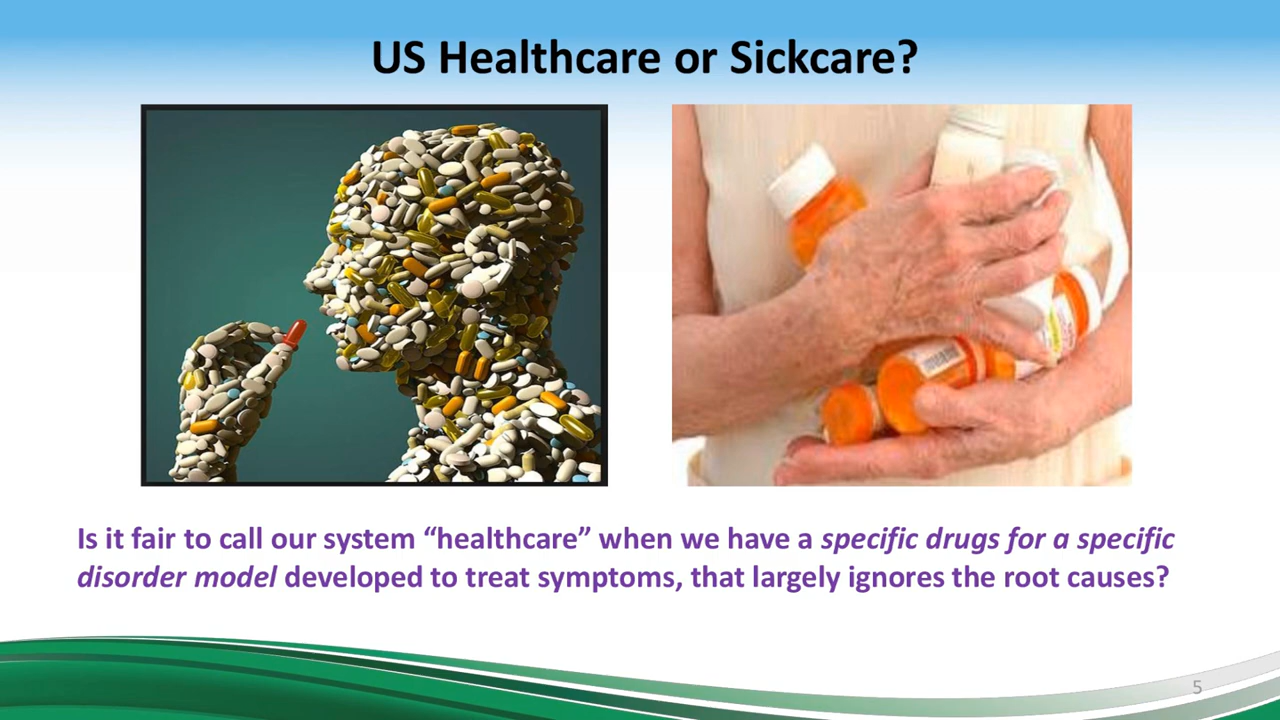 US Healthcare or Sickcare?
Is it fair to call our system “healthcare” when we have a specific drugs for a specific
disorder model developed to treat symptoms, that largely ignores the root causes?
5